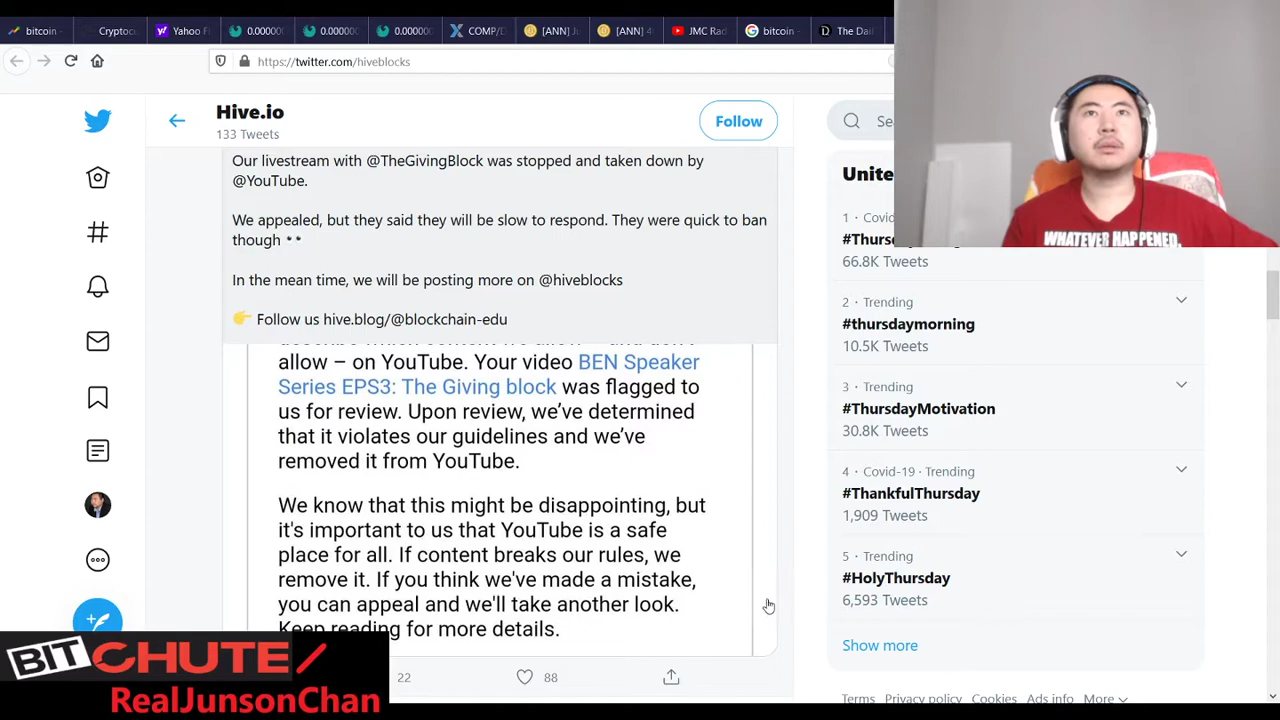 bitcoin
Cryptocu
Yahoo F
0.000000
0.000000
0.000000
COMP/
[ANN] J
[ANN] 4
JMC Rad
bitcoin -
The Dail
https://twitter.com/hiveblocks
Hive.io
133 Tweets
Follow
Se
Our livestream with @TheGivingBlock was stopped and taken down by
@YouTube.
We appealed, but they said they will be slow to respond. They were quick to ban
though 👀
In the mean time, we will be posting more on @hiveblocks
👉 Follow us hive.blog/@blockchain-edu
allow – on YouTube. Your video BEN Speaker
Series EPS3: The Giving block was flagged to
us for review. Upon review, we’ve determined
that it violates our guidelines and we’ve
removed it from YouTube.
We know that this might be disappointing, but
it's important to us that YouTube is a safe
place for all. If content breaks our rules, we
remove it. If you think we've made a mistake,
you can appeal and we'll take another look.
Keep reading for more details.
22
88
Unite
1 · Covid
#Thurs
66.8K Tweets
2 · Trending
#thursdaymorning
10.5K Tweets
3 · Trending
#ThursdayMotivation
30.8K Tweets
4 · Covid-19 · Trending
#ThankfulThursday
1,909 Tweets
5 · Trending
#HolyThursday
6,593 Tweets
Show more
Terms Privacy policy Cookies Ads info More
WHATEVER HAPPENED,
BITCHUTE
RealJunsonChan